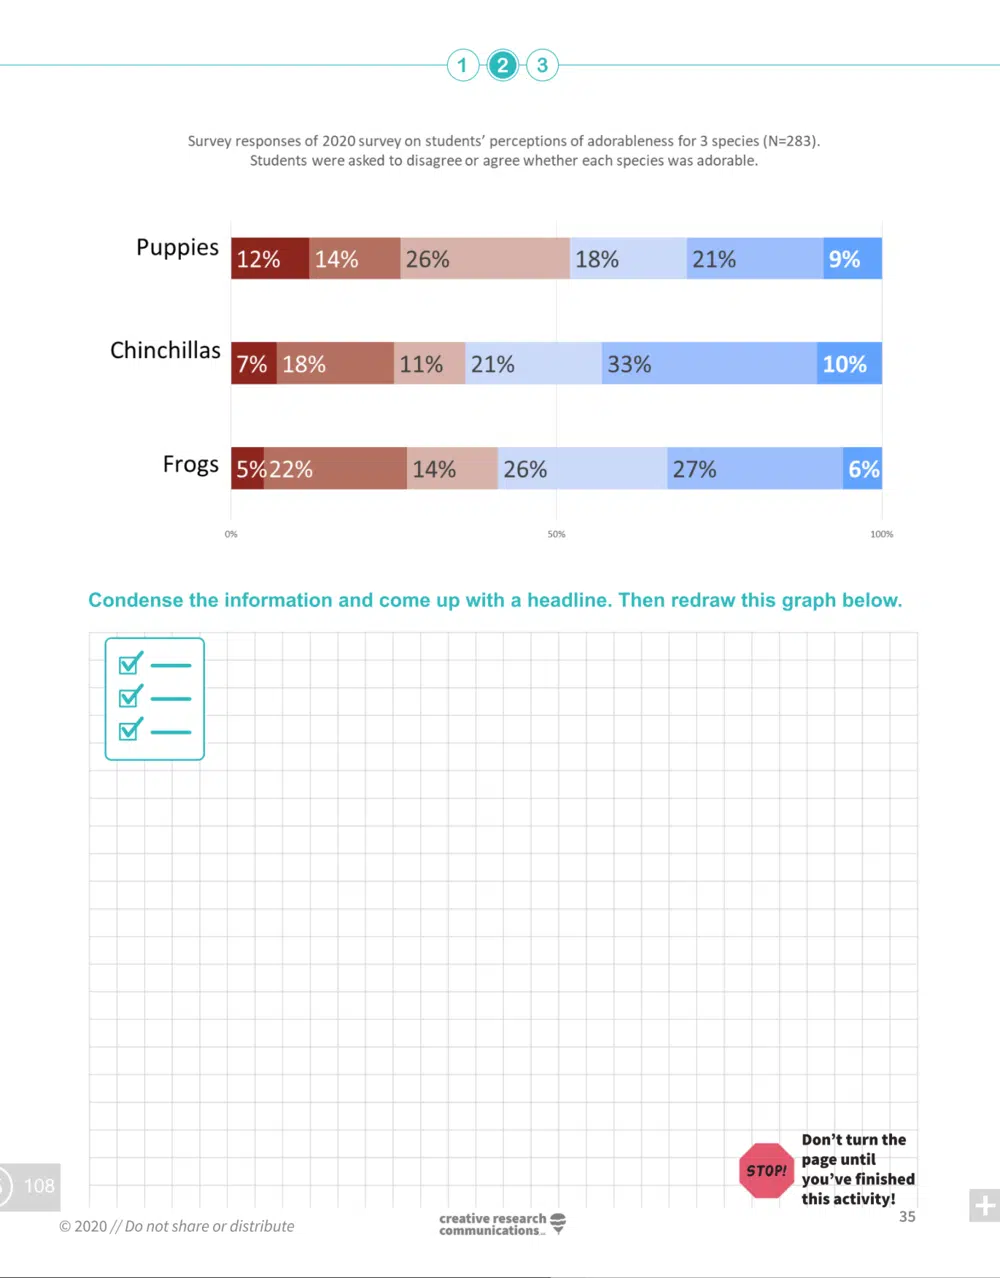 1 2 3
Survey responses of 2020 survey on students’ perceptions of adorableness for 3 species (N=283).
Students were asked to disagree or agree whether each species was adorable.
Puppies 12% 14% 26% 18% 21% 9%
Chinchillas 7% 18% 11% 21% 33% 10%
Frogs 5% 22% 14% 26% 27% 6%
0% 50% 100%
Condense the information and come up with a headline. Then redraw this graph below.
STOP!
Don’t turn the
page until
you’ve finished
this activity!
108
© 2020 // Do not share or distribute
creative research
communications
35